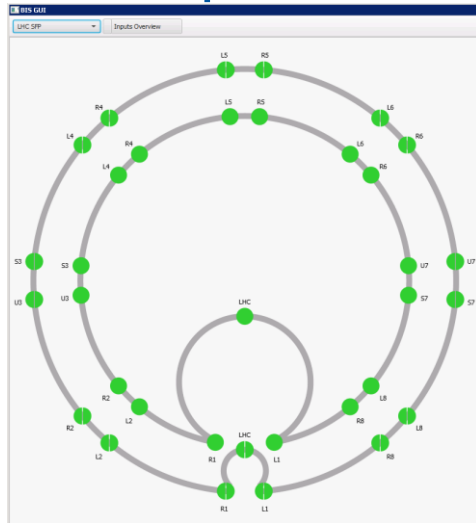 BIS GUI
LHC SPP
Inputs Overview
L5 R5
R4 L6
L5 R5
L4 R6
R4 L6
L4 R6
S3 U7
S3 U7
U3 S7
U3 S7
LHC
R2 L8
L2 R8
R2 L8
LHC
R1 L1
L2 R8
R1 L1